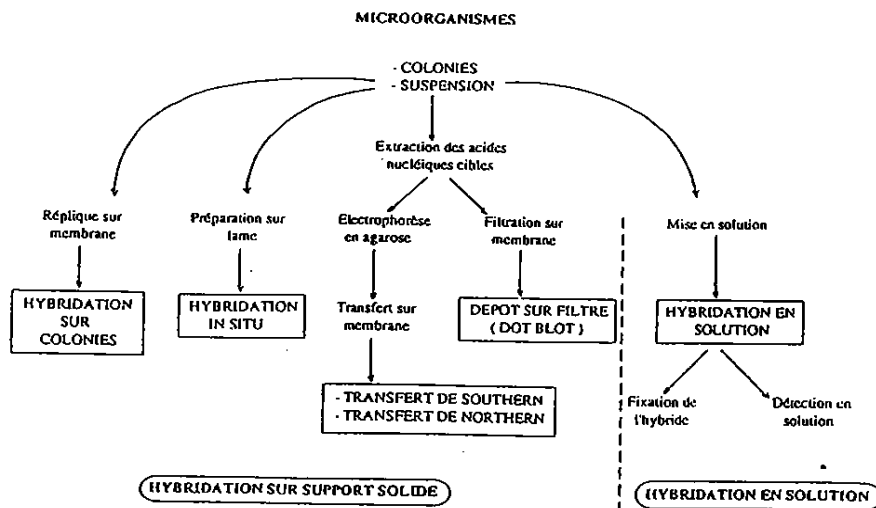 MICROORGANISMES
- COLONIES
- SUSPENSION
Extraction des acides
nucléiques cibles
Réplique sur
membrane
Préparation sur
lame
Electrophorèse
en agarose
Filtration sur
membrane
Mise en solution
HYBRIDATION
SUR
COLONIES
HYBRIDATION
IN SITU
Transfert sur
membrane
DEPOT SUR FILTRE
( DOT BLOT )
HYBRIDATION EN
SOLUTION
- TRANSFERT DE SOUTHERN
- TRANSFERT DE NORTHERN
Fixation de
l'hybride
Détection en
solution
HYBRIDATION SUR SUPPORT SOLIDE
HYBRIDATION EN SOLUTION